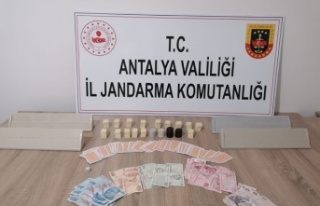 T.C.
ANTALYA VALİLİĞİ
İL JANDARMA KOMUTANLIĞI